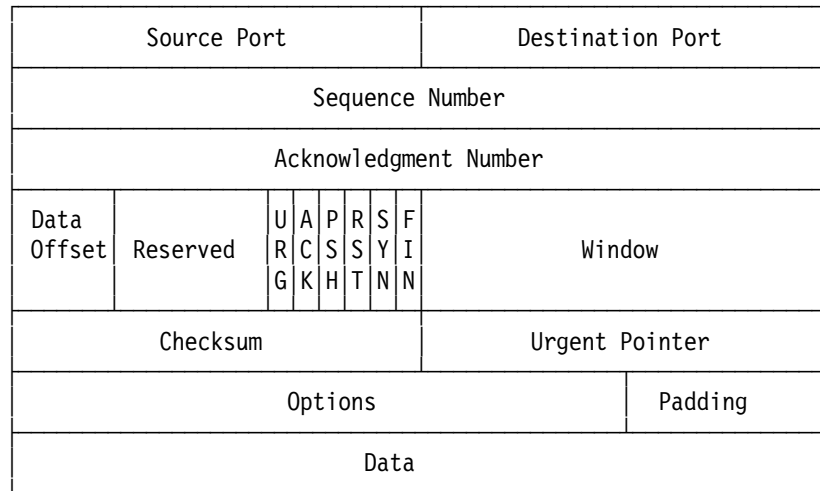 Source Port Destination Port
Sequence Number
Acknowledgment Number
Data U A P R S F
Offset Reserved R C S S Y I Window
G K H T N N
Checksum Urgent Pointer
Options Padding
Data